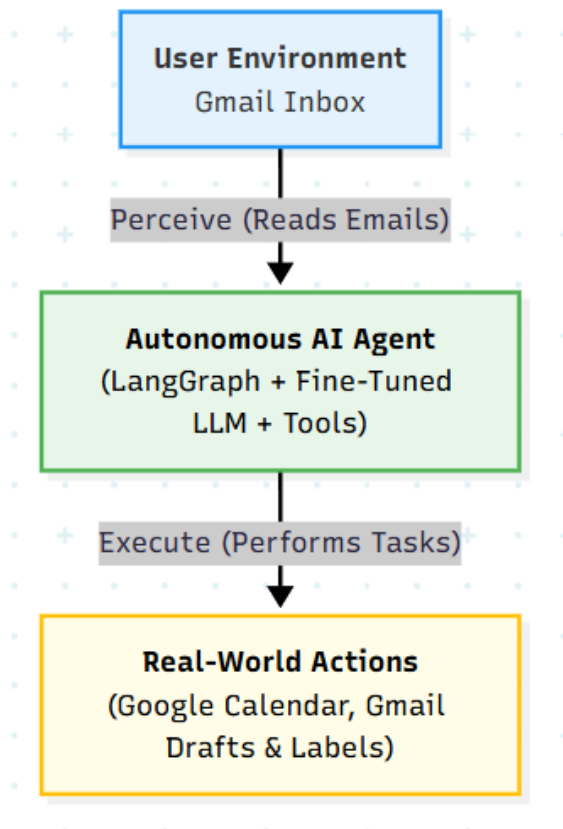 User Environment
Gmail Inbox
Perceive (Reads Emails)
Autonomous AI Agent
(LangGraph + Fine-Tuned
LLM + Tools)
Execute (Performs Tasks)
Real-World Actions
(Google Calendar, Gmail
Drafts & Labels)